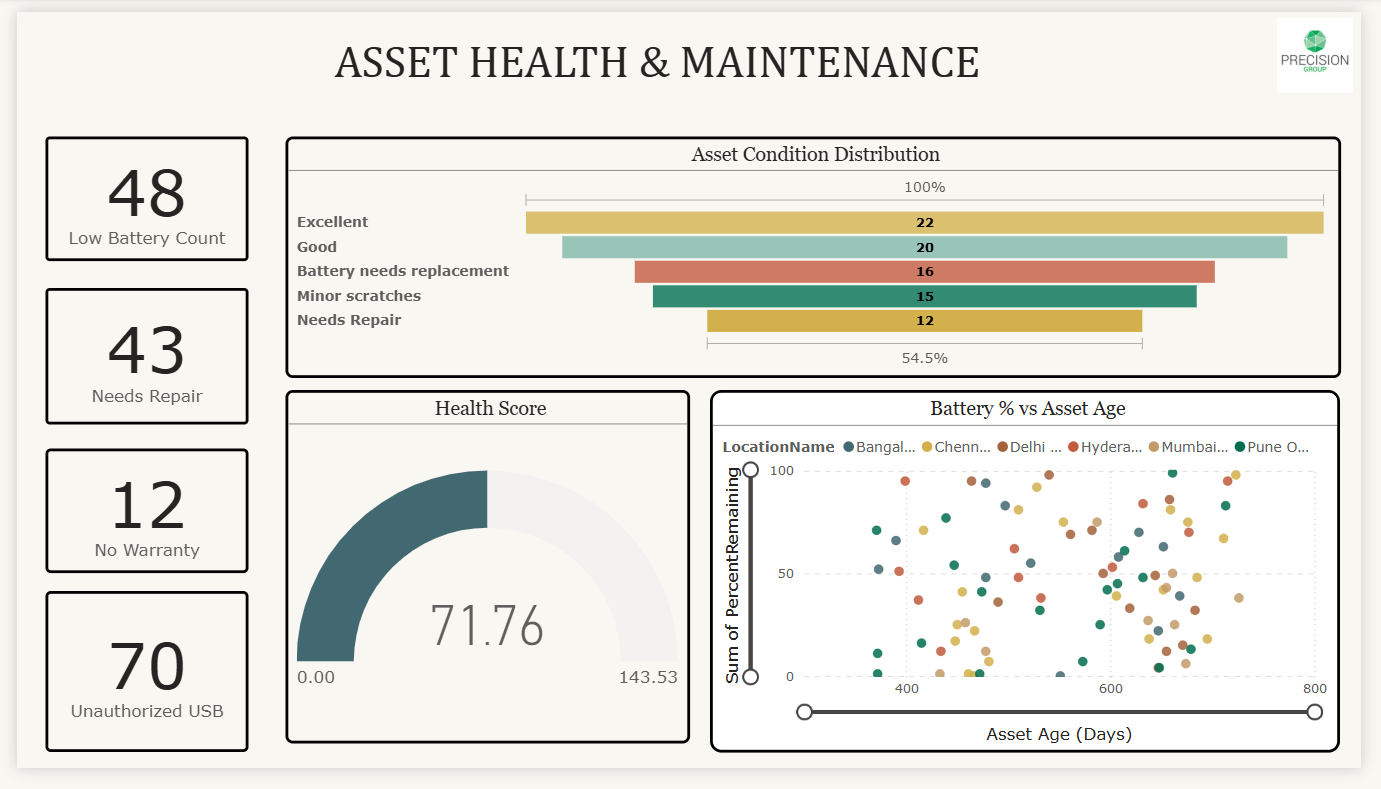 ASSET HEALTH & MAINTENANCE
PRECISION
GROUP
48
Low Battery Count
43
Needs Repair
12
No Warranty
70
Unauthorized USB
Asset Condition Distribution
100%
Excellent 22
Good 20
Battery needs replacement 16
Minor scratches 15
Needs Repair 12
54.5%
Health Score
71.76
0.00 143.53
Battery % vs Asset Age
LocationName Bangal... Chenn... Delhi ... Hydera... Mumbai... Pune O...
Sum of PercentRemaining
100
50
0
400 600 800
Asset Age (Days)